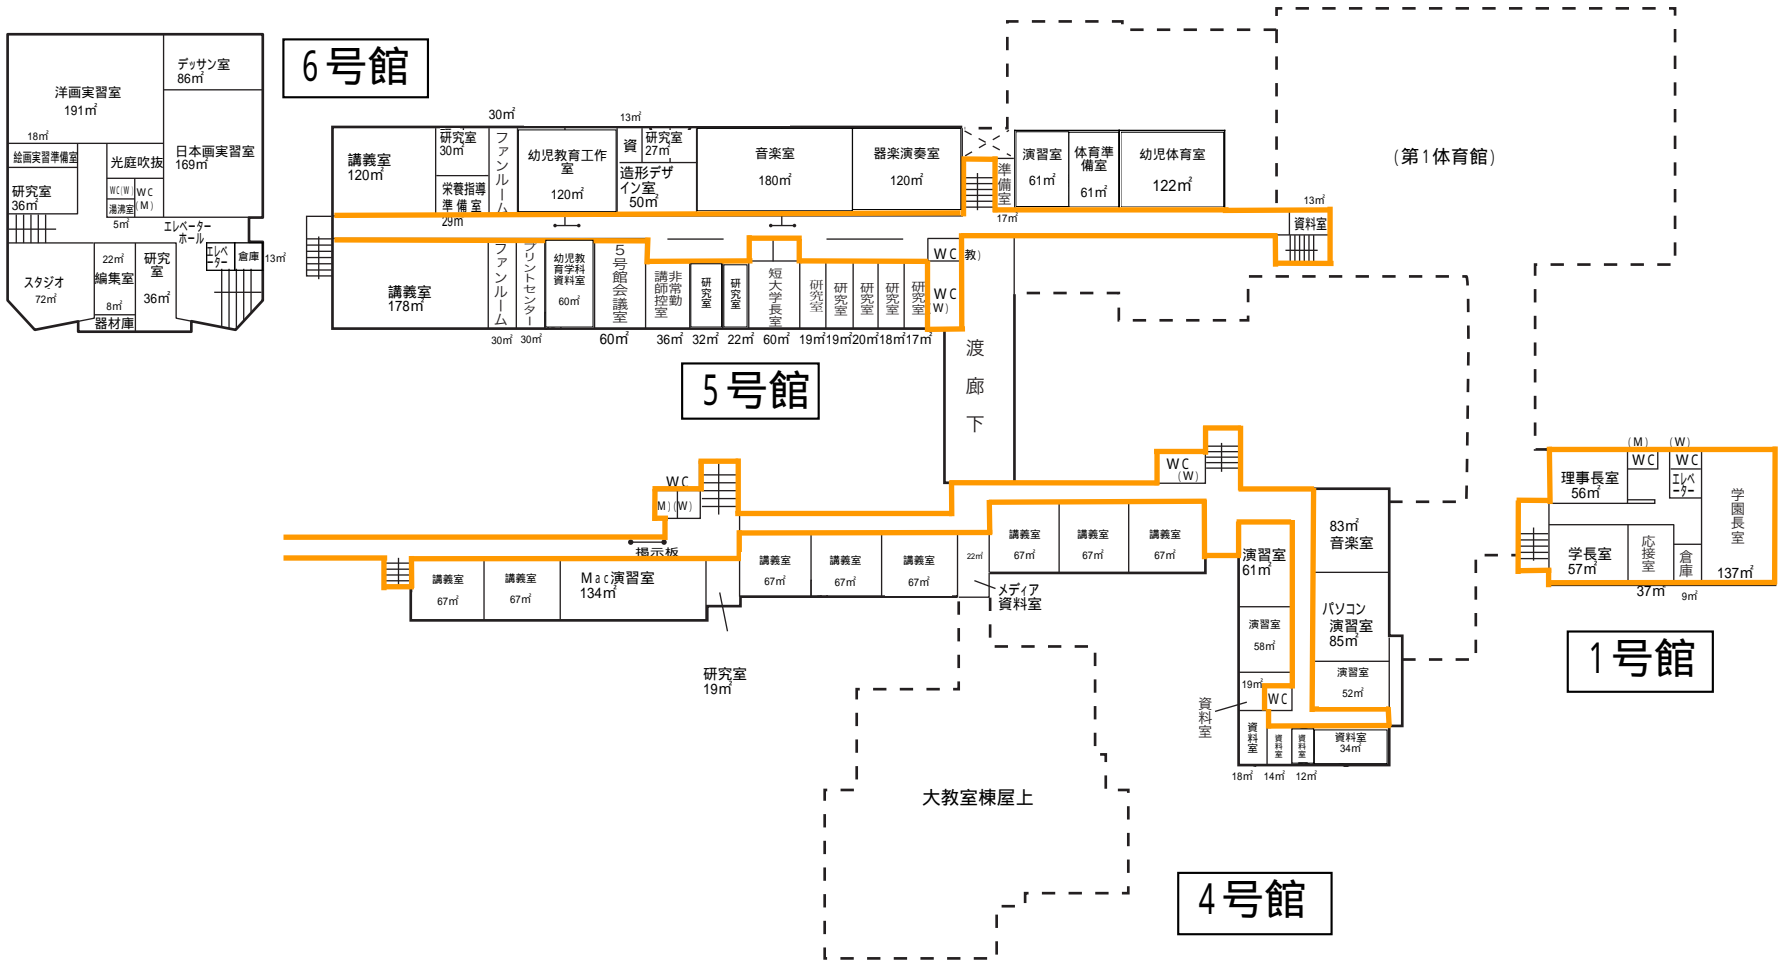 6号館
デッサン室
86㎡
洋画実習室
191㎡
18㎡
絵画実習準備室
光庭吹抜
日本画実習室
169㎡
研究室
36㎡
WC(W)
WC
(M)
湯沸室
5㎡
エレベーター
ホール
エレベーター
倉庫
13㎡
スタジオ
72㎡
22㎡
編集室
8㎡
器材庫
研究室
36㎡
講義室
120㎡
研究室
30㎡
栄養指導
準備室
29㎡
30㎡
ファンルーム
幼児教育工作
室
120㎡
13㎡
資
研究室
27㎡
造形デザ
イン室
50㎡
音楽室
180㎡
器楽演奏室
120㎡
準備室
17㎡
演習室
61㎡
体育準
備室
61㎡
幼児体育室
122㎡
13㎡
資料室
(第1体育館)
講義室
178㎡
ファンルーム
30㎡
プリントセンター
30㎡
幼児教
育学科
資料室
60㎡
5号館会議室
60㎡
非常勤
講師控室
36㎡
研究室
32㎡
研究室
22㎡
短大学長室
60㎡
研究室
19㎡
研究室
19㎡
研究室
20㎡
研究室
18㎡
研究室
17㎡
WC
教)
WC
W)
5号館
渡廊下
WC
M)(W)
掲示板
WC
(W)
講義室
67㎡
講義室
67㎡
Mac演習室
134㎡
研究室
19㎡
講義室
67㎡
講義室
67㎡
講義室
67㎡
22㎡
メディア
資料室
講義室
67㎡
講義室
67㎡
講義室
67㎡
演習室
61㎡
演習室
58㎡
19㎡
WC
資料室
資料室
18㎡
資料室
14㎡
資料室
12㎡
資料室
34㎡
83㎡
音楽室
パソコン
演習室
85㎡
演習室
52㎡
大教室棟屋上
4号館
(M)
(W)
理事長室
56㎡
WC
WC
エレベーター
学園長室
137㎡
学長室
57㎡
応接室
37㎡
倉庫
9㎡
1号館